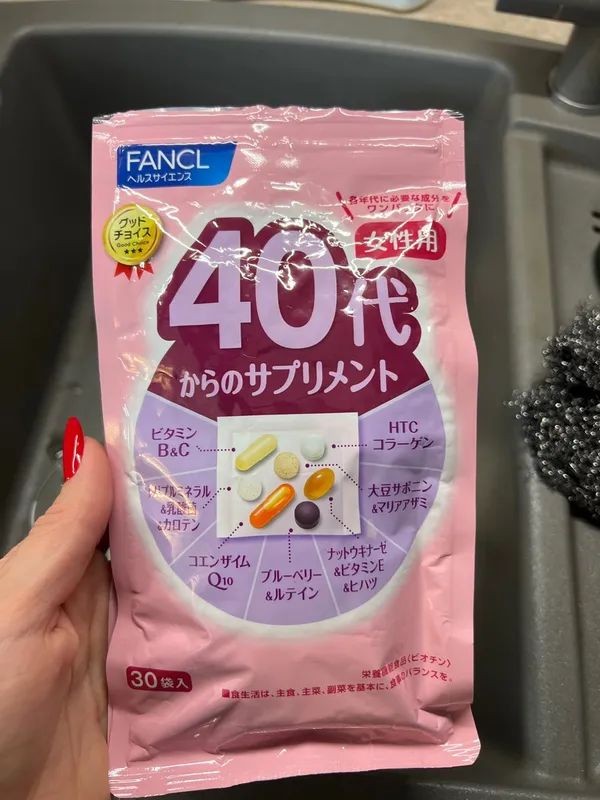 FANCL
ヘルスサイエンス
各年代に必要な成分を
ワンパックに
グッド
チョイス
Good Choice
★★★
女性用
40代
からのサプリメント
ビタミン
B&C
HTC
コラーゲン
ミネラル
&乳酸菌
&カロテン
大豆サポニン
&マリアアザミ
コエンザイム
Q10
ブルーベリー
&ルテイン
ナットウキナーゼ
&ビタミンE
&ヒハツ
30袋入
栄養機能食品〈ビオチン〉
■食生活は、主食、主菜、副菜を基本に、食事のバランスを。